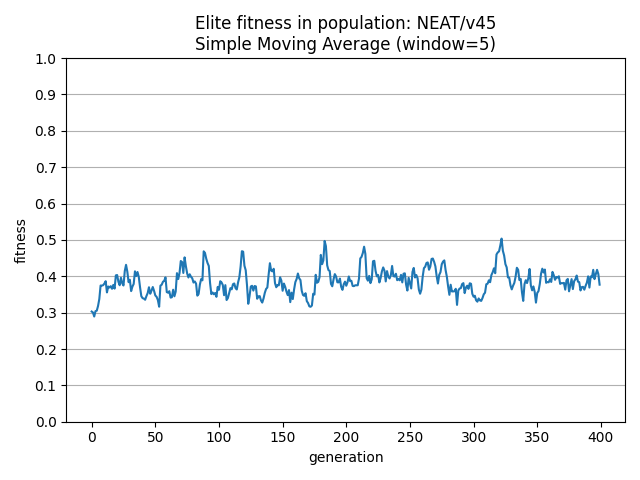 Elite fitness in population: NEAT/v45
Simple Moving Average (window=5)
1.0
0.9
0.8
0.7
0.6
0.5
0.4
0.3
0.2
0.1
0.0
fitness
0 50 100 150 200 250 300 350 400
generation